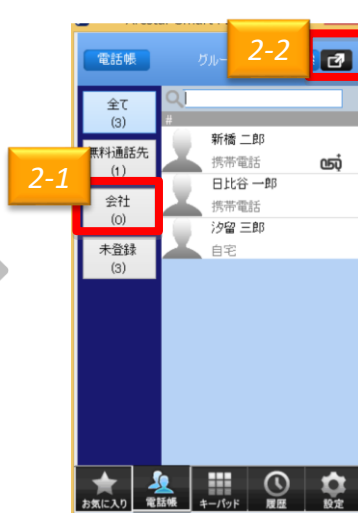 2-2
電話帳
グルー
全て
(3)
#
無料通話先
(1)
新橋 二郎
携帯電話
2-1
日比谷 一郎
携帯電話
会社
(0)
汐留 三郎
自宅
未登録
(3)
お気に入り 電話帳 キーパッド 履歴 設定